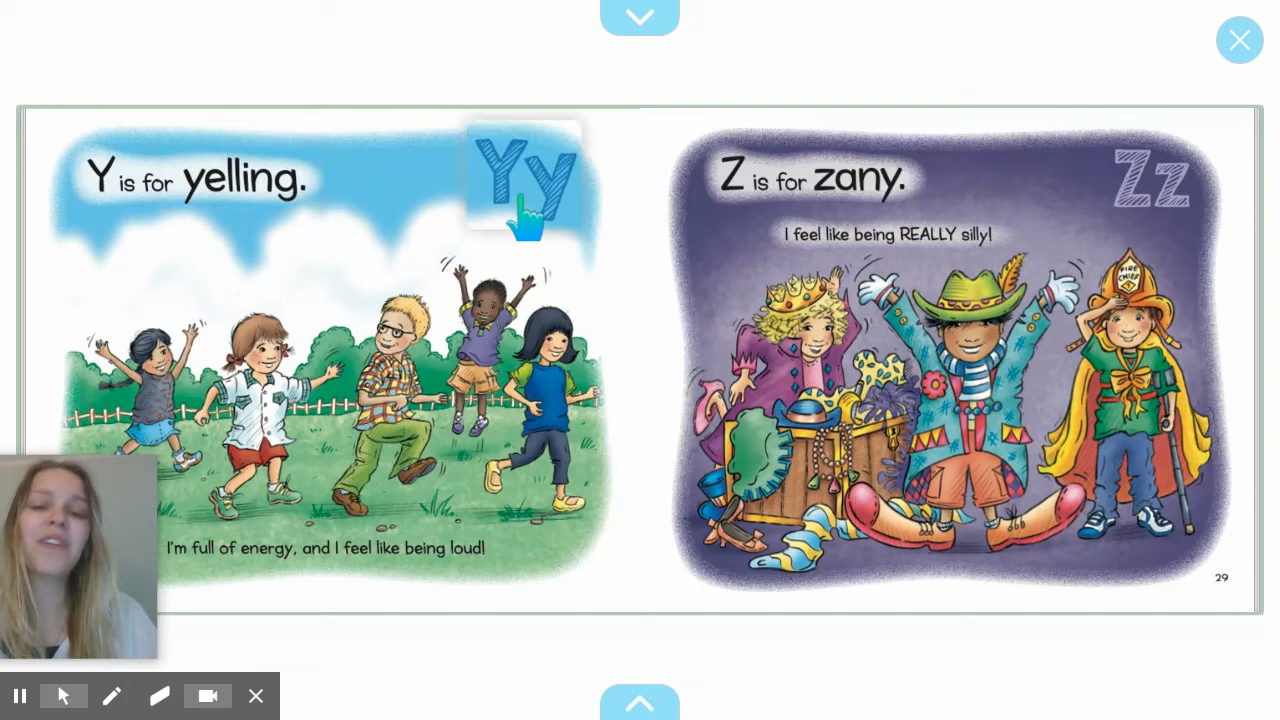 Y is for yelling.
Yy
I'm full of energy, and I feel like being loud!
Z is for zany.
Zz
I feel like being REALLY silly!
FIRE
CHIEF
29